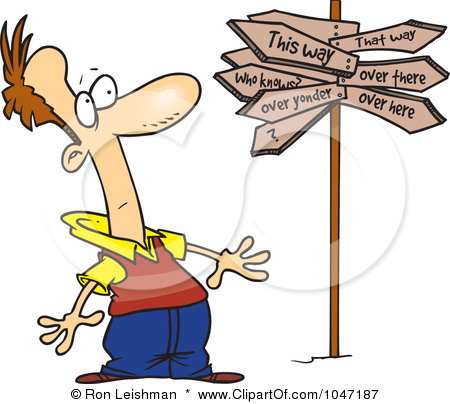 This way
That way
Who knows?
over there
over yonder
over here
?
© Ron Leishman * www.ClipartOf.com/1047187